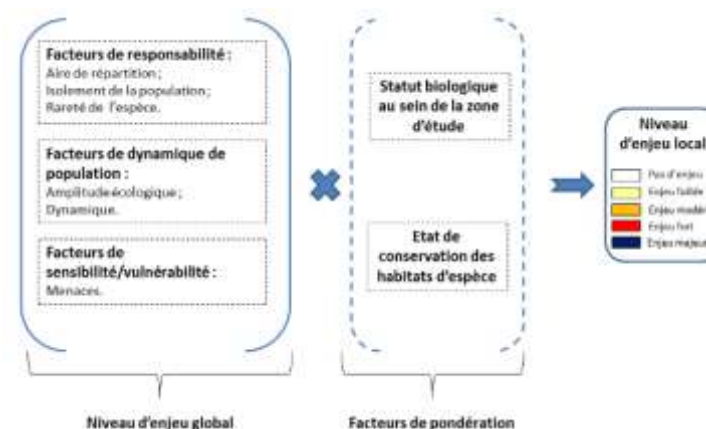 Facteurs de responsabilité :
Aire de répartition ;
Isolement de la population ;
Rareté de l'espèce.
Facteurs de dynamique de
population :
Amplitude écologique ;
Dynamique.
Facteurs de
sensibilité/vulnérabilité :
Menaces.
Niveau d'enjeu global
Statut biologique
au sein de la zone
d'étude
Etat de
conservation des
habitats d'espèce
Facteurs de pondération
Niveau
d'enjeu local
Pas d'enjeu
Enjeu faible
Enjeu modéré
Enjeu fort
Enjeu majeur